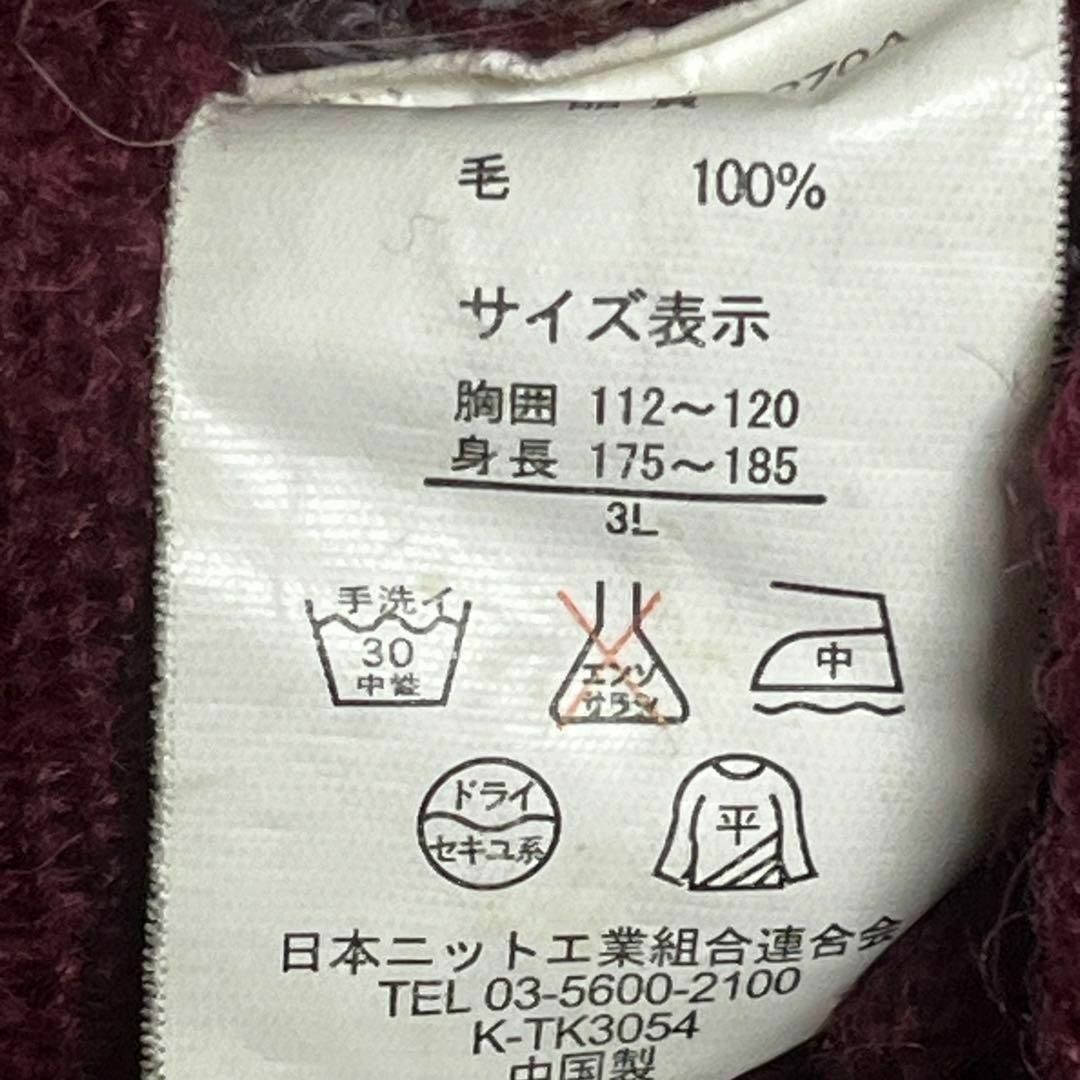 毛 100%
サイズ表示
胸囲 112～120
身長 175～185
3L
手洗イ
30
中性
エンソ
サラシ
中
ドライ
セキユ系
平
日本ニット工業組合連合会
TEL 03-5600-2100
K-TK3054
中国製